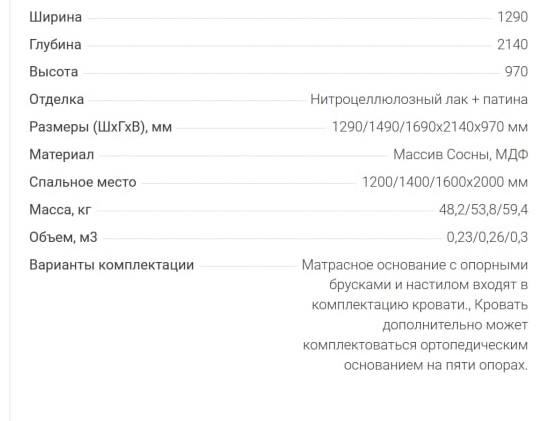 Ширина 1290
Глубина 2140
Высота 970
Отделка Нитроцеллюлозный лак + патина
Размеры (ШхГхВ), мм 1290/1490/1690х2140х970 мм
Материал Массив Сосны, МДФ
Спальное место 1200/1400/1600х2000 мм
Масса, кг 48,2/53,8/59,4
Объем, м3 0,23/0,26/0,3
Варианты комплектации Матрасное основание с опорными
брусками и настилом входят в
комплектацию кровати., Кровать
дополнительно может
комплектоваться ортопедическим
основанием на пяти опорах.